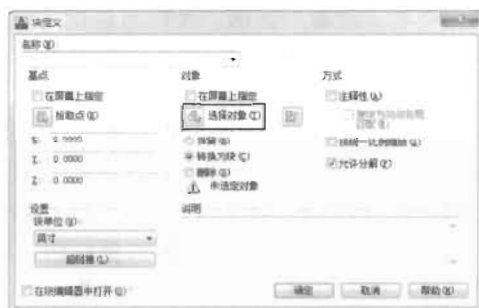 块定义
名称(N)
基点
在屏幕上指定
拾取点(K)
X: 0.0000
Y: 0.0000
Z: 0.0000
对象
在屏幕上指定
选择对象(T)
保留(R)
转换为块(C)
删除(D)
未选定对象
方式
注释性(A)
按统一比例缩放(S)
允许分解(P)
设置
块单位(U)
英寸
超链接(L)
说明
在块编辑器中打开(O)
确定
取消
帮助(H)